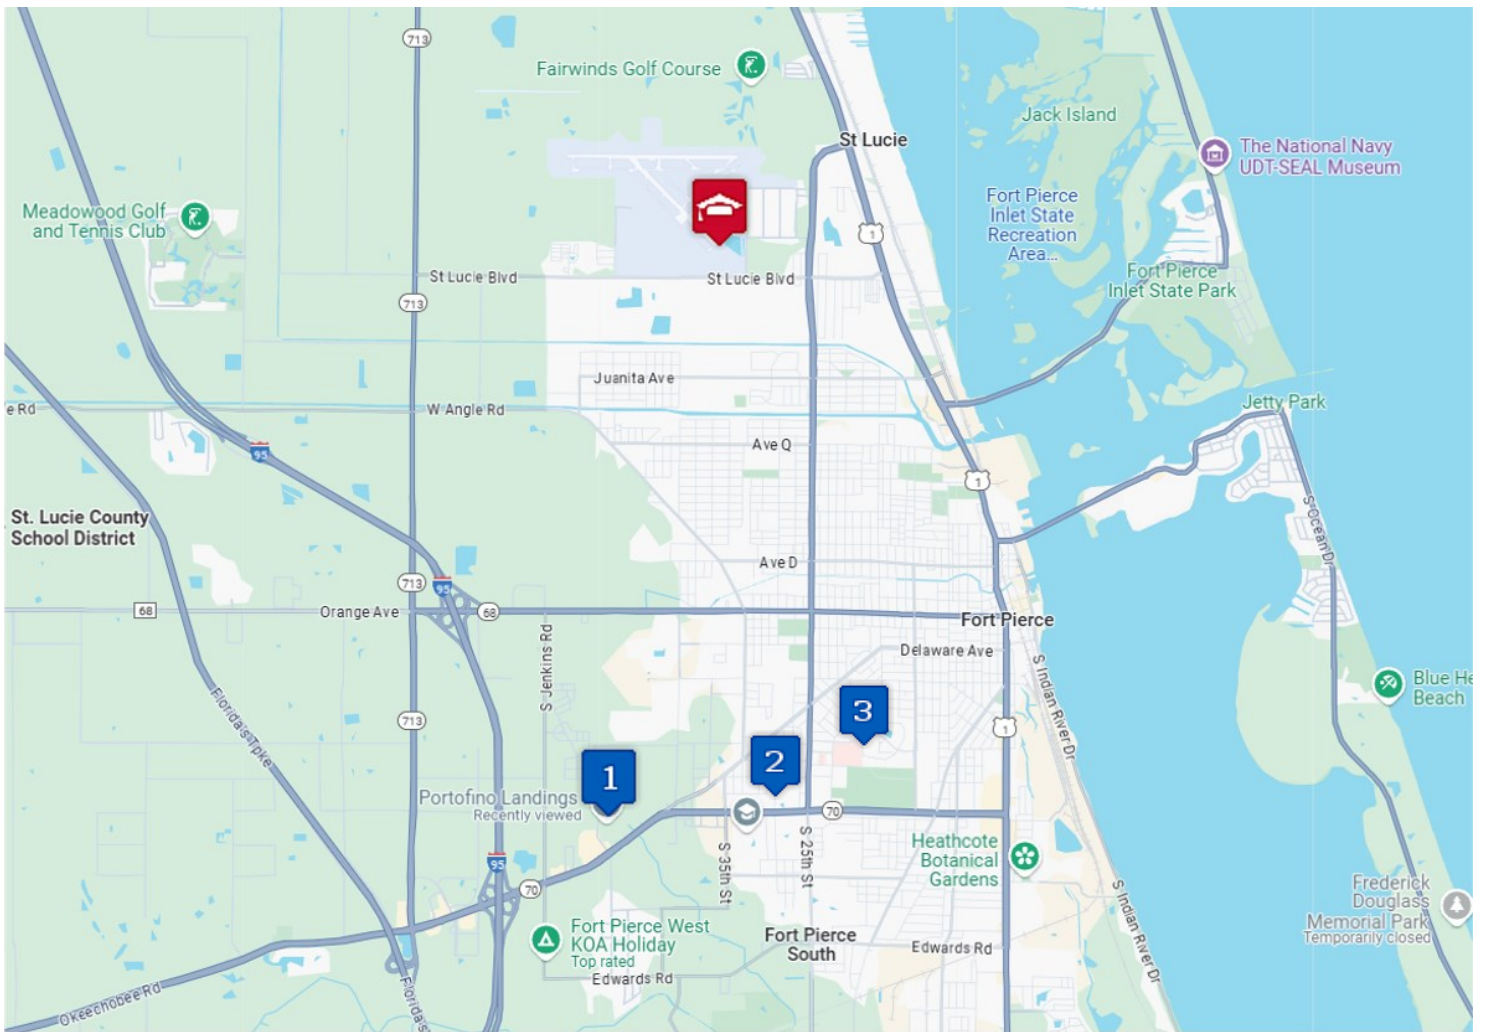 713
Fairwinds Golf Course
St Lucie
Jack Island
The National Navy
UDT-SEAL Museum
Meadowood Golf
and Tennis Club
Fort Pierce
Inlet State
Recreation
Area...
1
Fort Pierce
Inlet State Park
St Lucie Blvd
St Lucie Blvd
713
Juanita Ave
e Rd
W Angle Rd
Jetty Park
Ave Q
95
1
S Ocean Dr
St. Lucie County
School District
Ave D
713
95
68
Orange Ave
68
Fort Pierce
S Jenkins Rd
Delaware Ave
S Indian River Dr
Blue He
Beach
Florida's Tpke
713
3
1
2
1
Portofino Landings
Recently viewed
70
S 35th St
S 25th St
Heathcote
Botanical
Gardens
95
70
Frederick
Douglass
Memorial Park
Temporarily closed
S Indian River Dr
Fort Pierce West
KOA Holiday
Top rated
Fort Pierce
South
Edwards Rd
Edwards Rd
Okeechobee Rd
Florida's